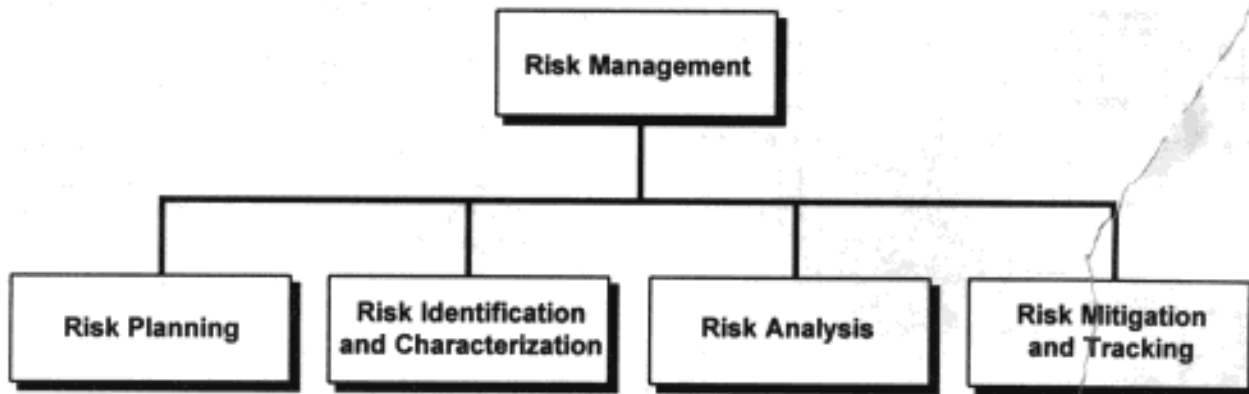 Risk Management
Risk Planning
Risk Identification
and Characterization
Risk Analysis
Risk Mitigation
and Tracking